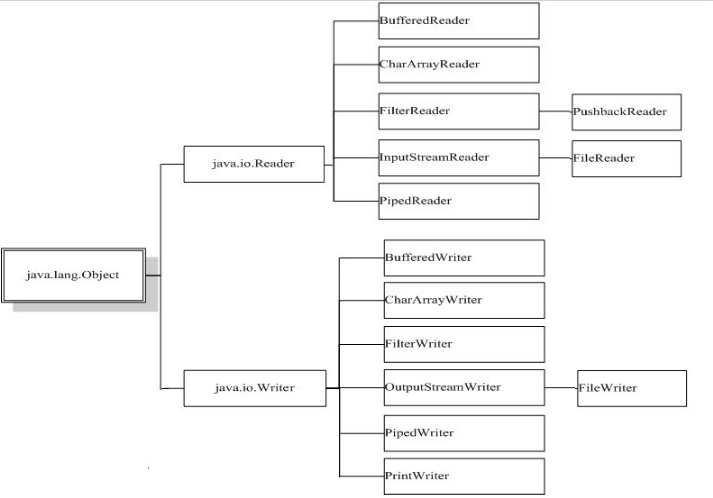 BufferedReader
CharArrayReader
FilterReader
PushbackReader
java.io.Reader
InputStreamReader
FileReader
PipedReader
java.lang.Object
BufferedWriter
CharArrayWriter
FilterWriter
java.io.Writer
OutputStreamWriter
FileWriter
PipedWriter
PrintWriter